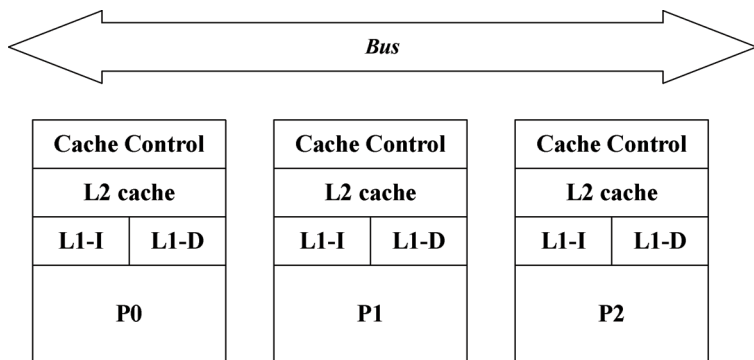 Bus
Cache Control Cache Control Cache Control
L2 cache L2 cache L2 cache
L1-I L1-D L1-I L1-D L1-I L1-D
P0 P1 P2